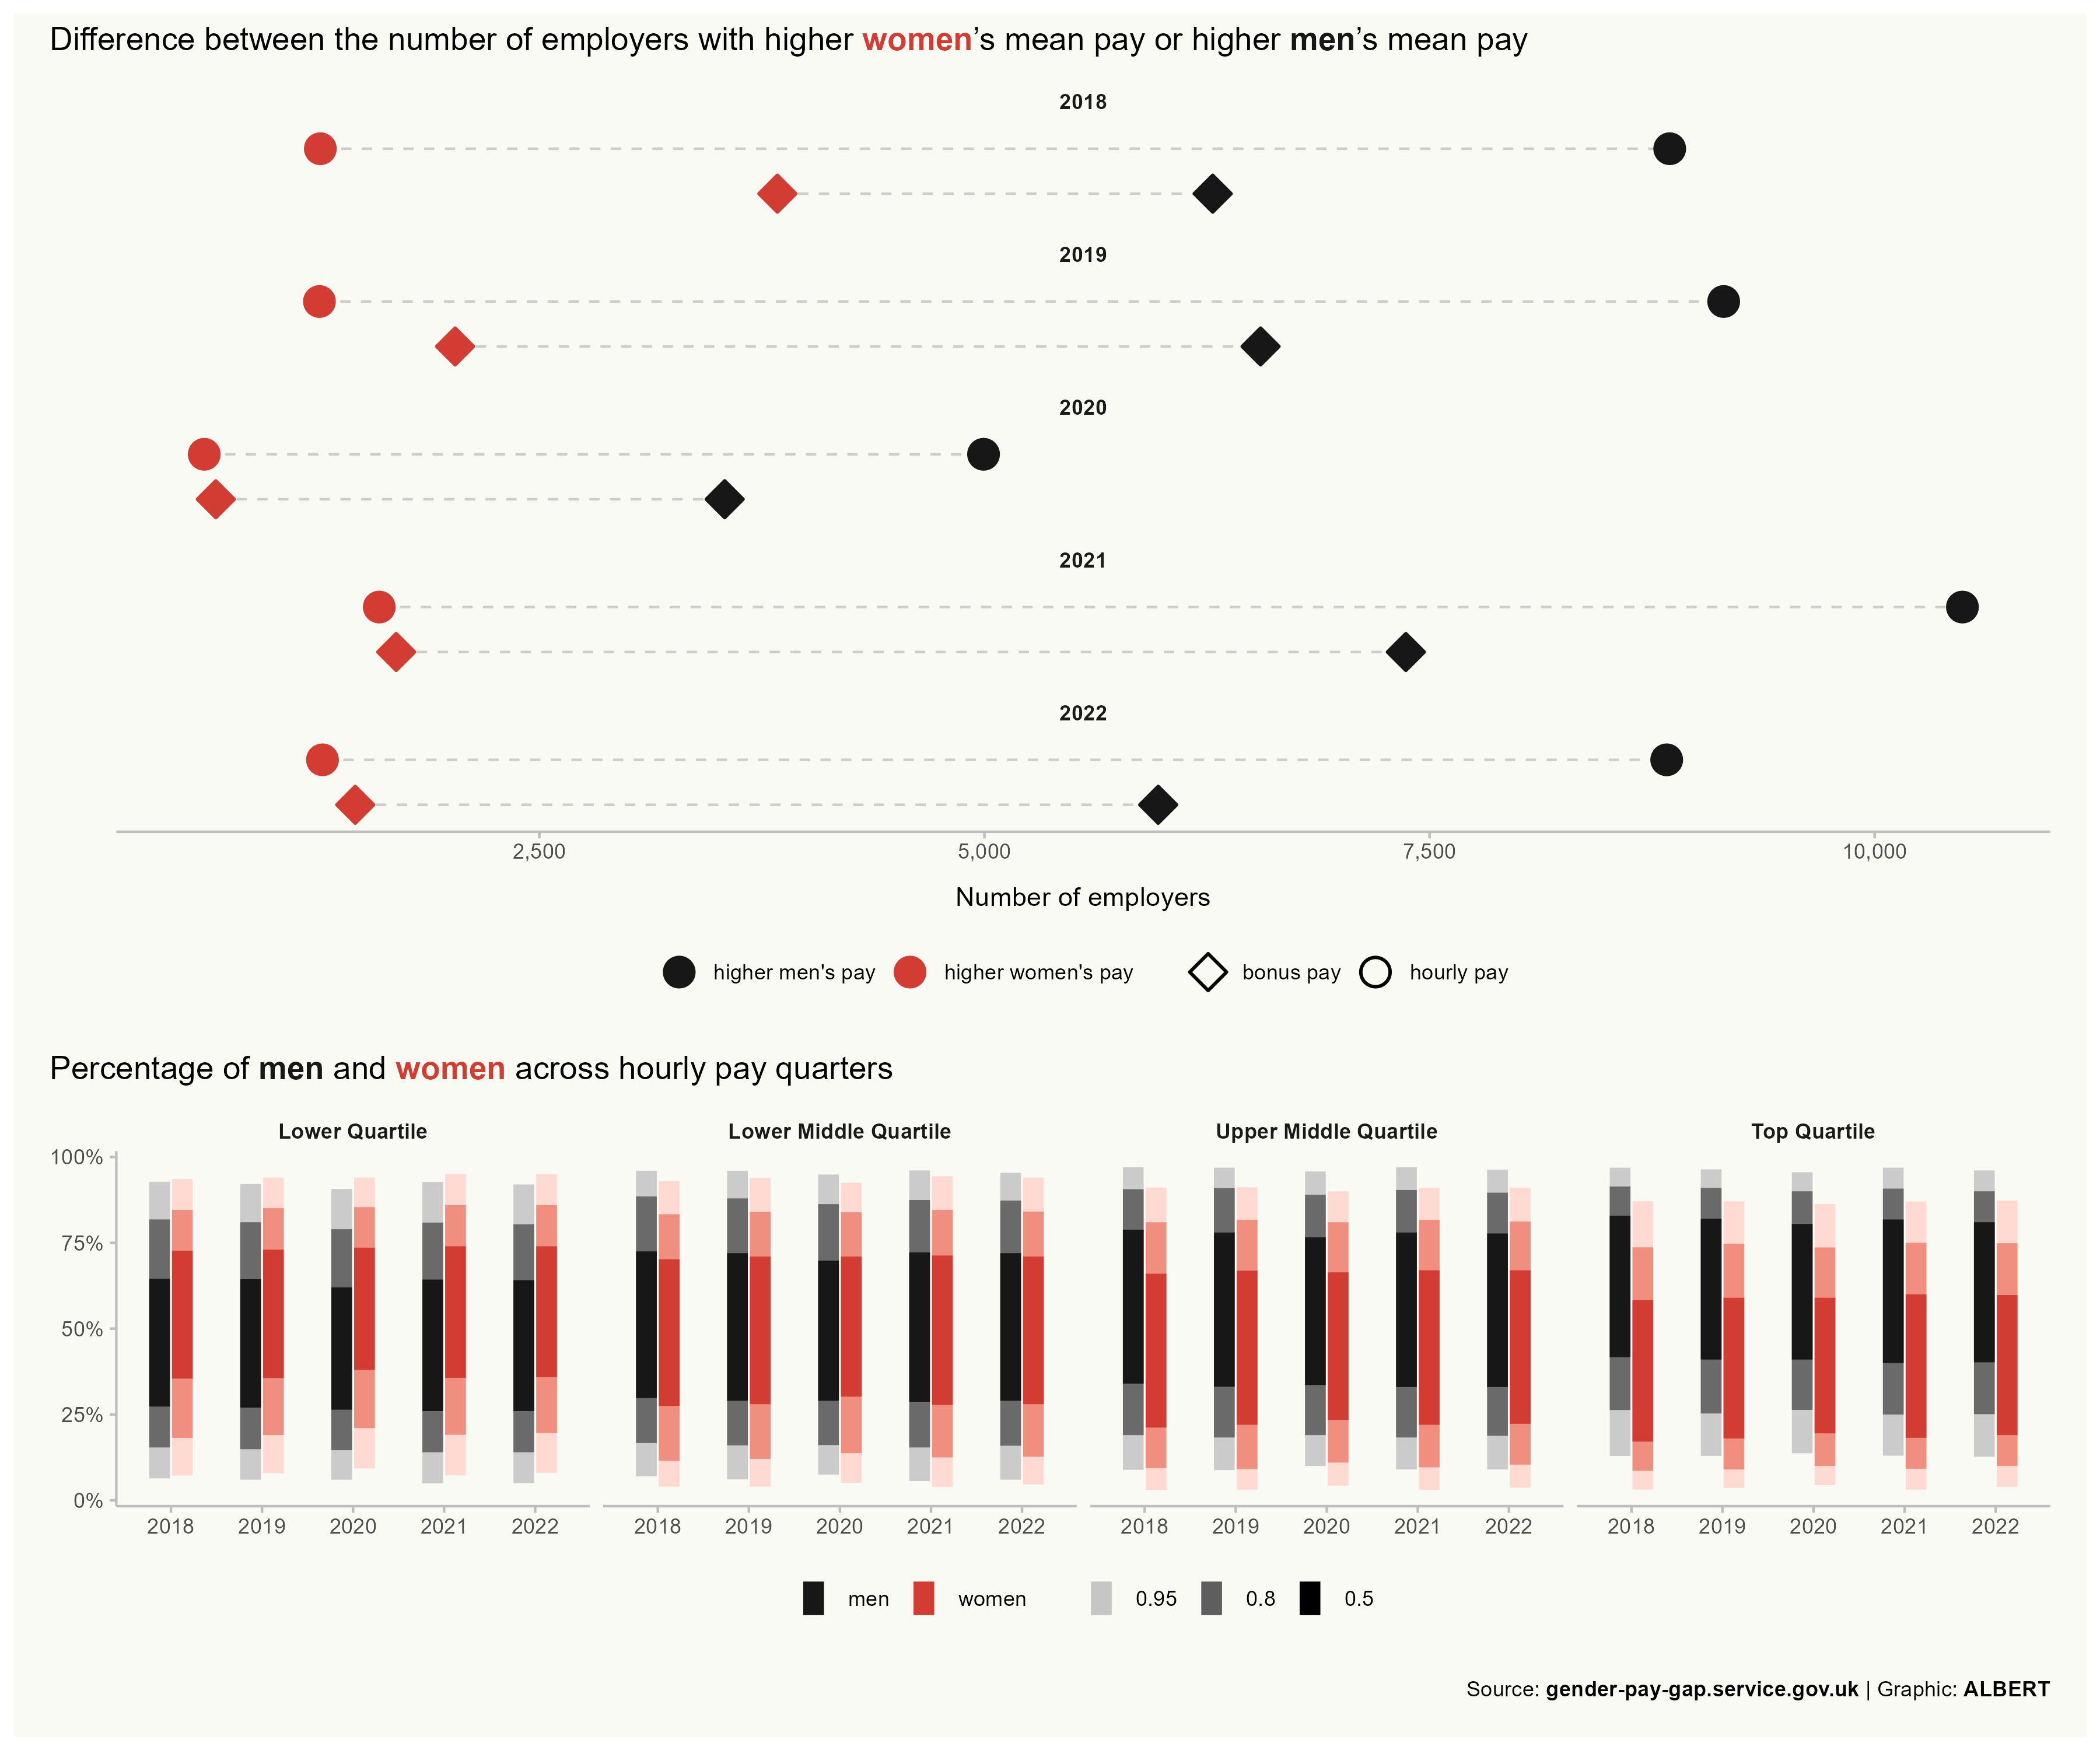 Difference between the number of employers with higher women’s mean pay or higher men’s mean pay
2018
2019
2020
2021
2022
2,500 5,000 7,500 10,000
Number of employers
higher men's pay higher women's pay bonus pay hourly pay
Percentage of men and women across hourly pay quarters
Lower Quartile Lower Middle Quartile Upper Middle Quartile Top Quartile
100%
75%
50%
25%
0%
2018 2019 2020 2021 2022 2018 2019 2020 2021 2022 2018 2019 2020 2021 2022 2018 2019 2020 2021 2022
men women 0.95 0.8 0.5
Source: gender-pay-gap.service.gov.uk | Graphic: ALBERT